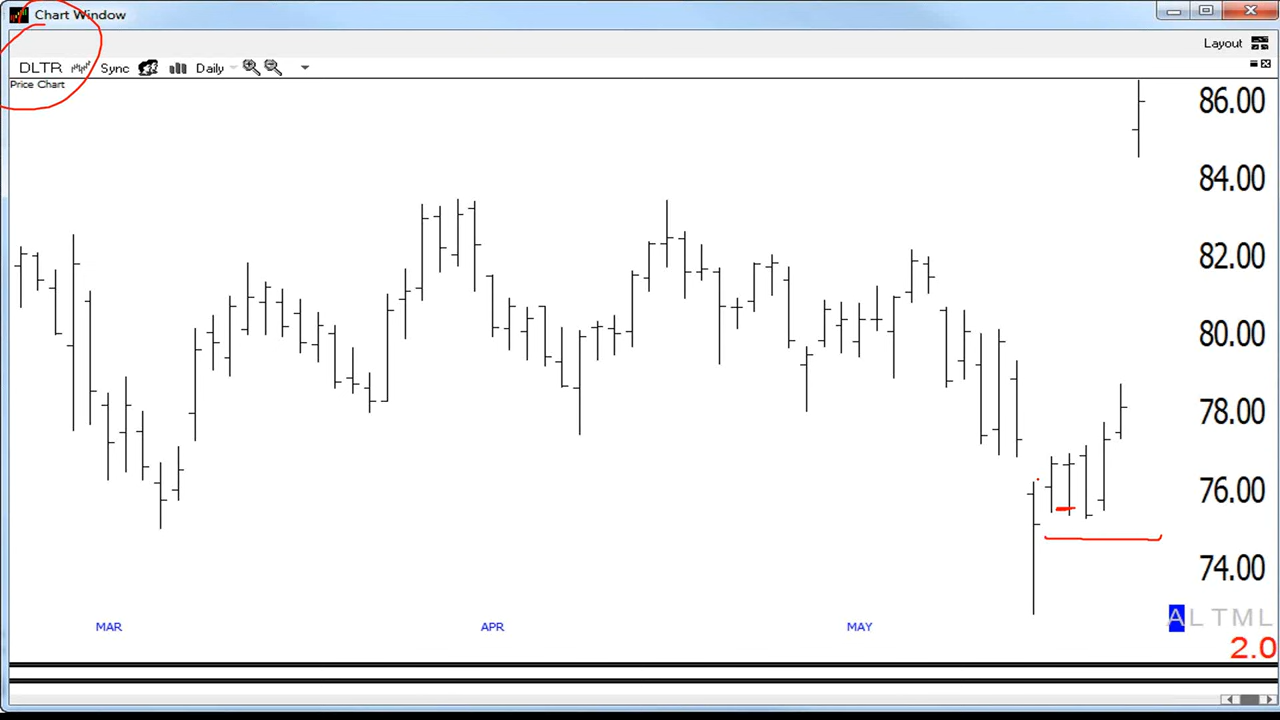 Chart Window
Layout
DLTR Sync Daily
Price Chart
86.00
84.00
82.00
80.00
78.00
76.00
74.00
MAR APR MAY
A L T M L
2.0